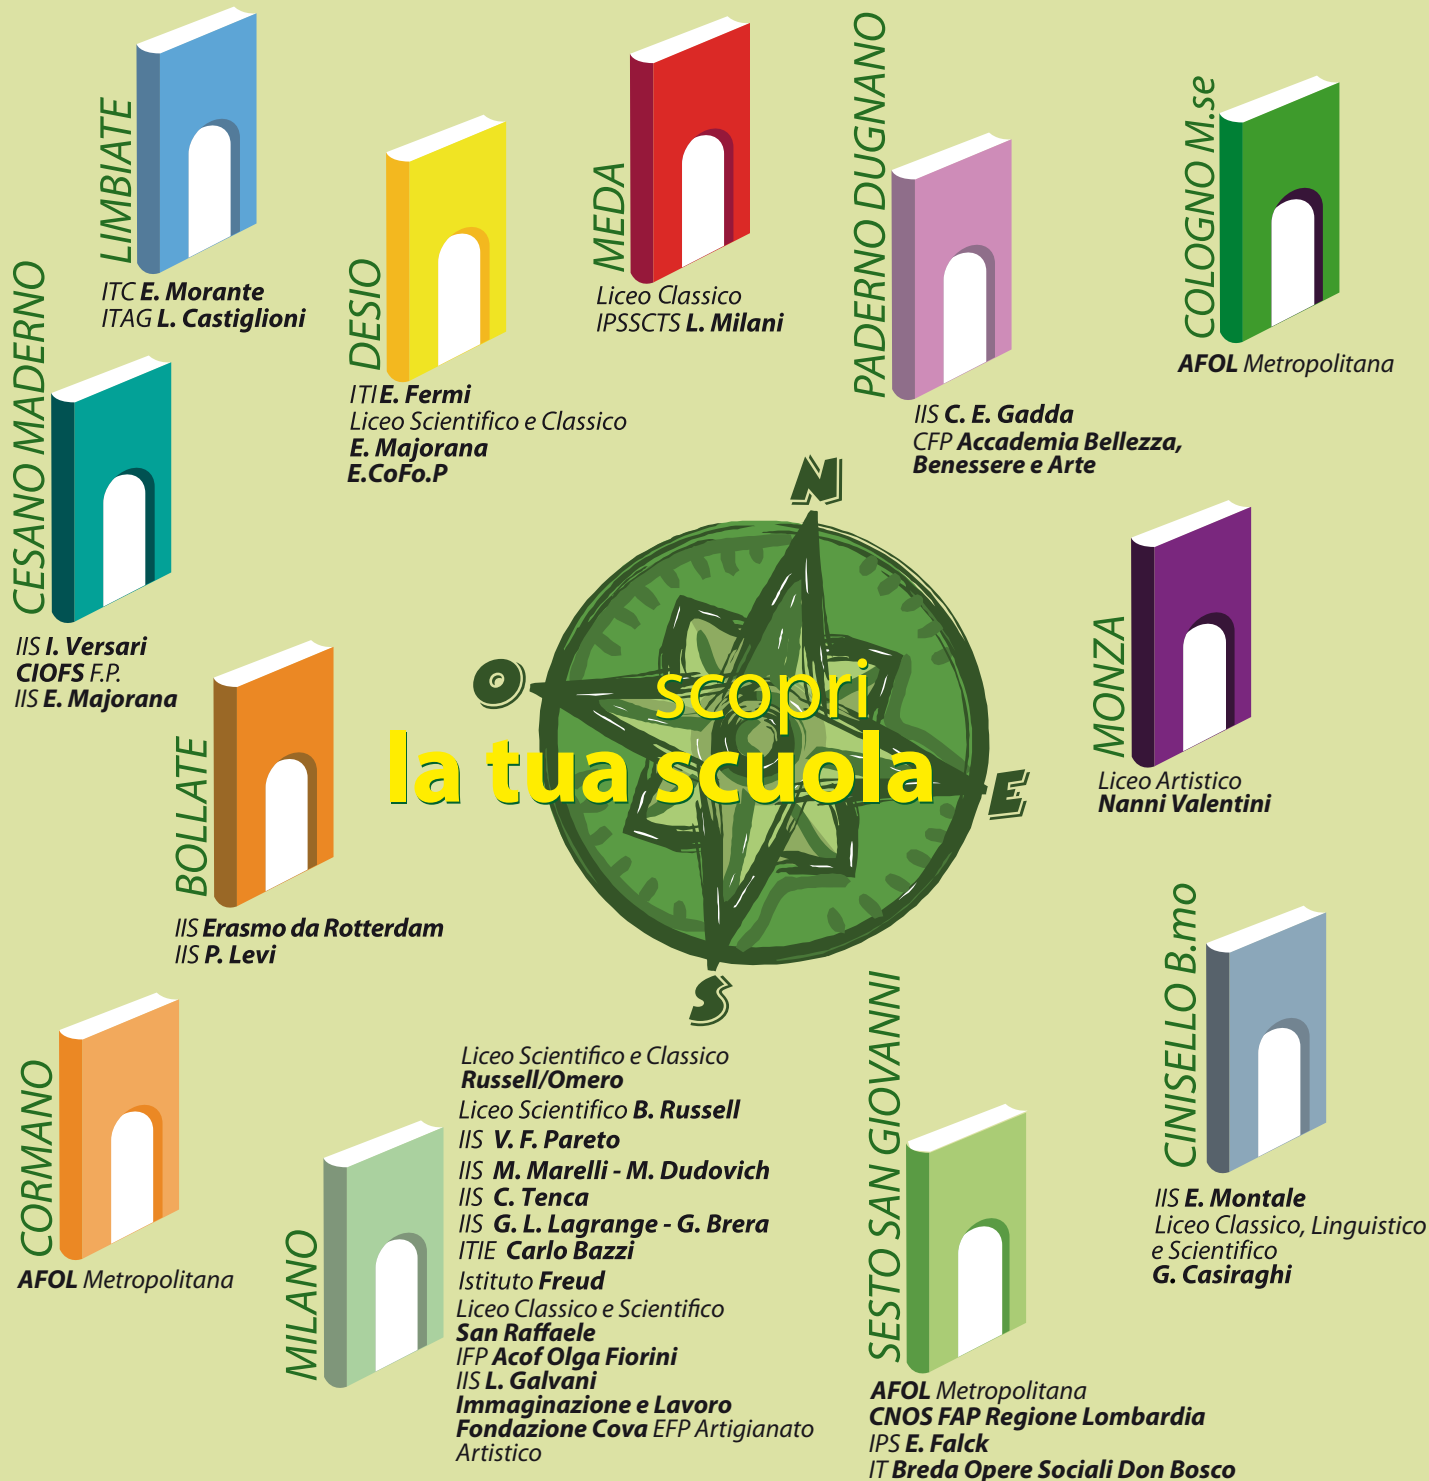 LIMBIATE
ITC E. Morante
ITAG L. Castiglioni
DESIO
ITI E. Fermi
Liceo Scientifico e Classico
E. Majorana
E.CoFo.P
MEDA
Liceo Classico
IPSSCTS L. Milani
PADERNO DUGNANO
IIS C. E. Gadda
CFP Accademia Bellezza,
Benessere e Arte
COLOGNO M.se
AFOL Metropolitana
CESANO MADERNO
IIS I. Versari
CIOFS F.P.
IIS E. Majorana
N
O
E
S
scopri
la tua scuola
MONZA
Liceo Artistico
Nanni Valentini
BOLLATE
IIS Erasmo da Rotterdam
IIS P. Levi
CORMANO
AFOL Metropolitana
MILANO
Liceo Scientifico e Classico
Russell/Omero
Liceo Scientifico B. Russell
IIS V. F. Pareto
IIS M. Marelli - M. Dudovich
IIS C. Tenca
IIS G. L. Lagrange - G. Brera
ITIE Carlo Bazzi
Istituto Freud
Liceo Classico e Scientifico
San Raffaele
IFP Acof Olga Fiorini
IIS L. Galvani
Immaginazione e Lavoro
Fondazione Cova EFP Artigianato
Artistico
SESTO SAN GIOVANNI
AFOL Metropolitana
CNOS FAP Regione Lombardia
IPS E. Falck
IT Breda Opere Sociali Don Bosco
CINISELLO B.mo
IIS E. Montale
Liceo Classico, Linguistico
e Scientifico
G. Casiraghi